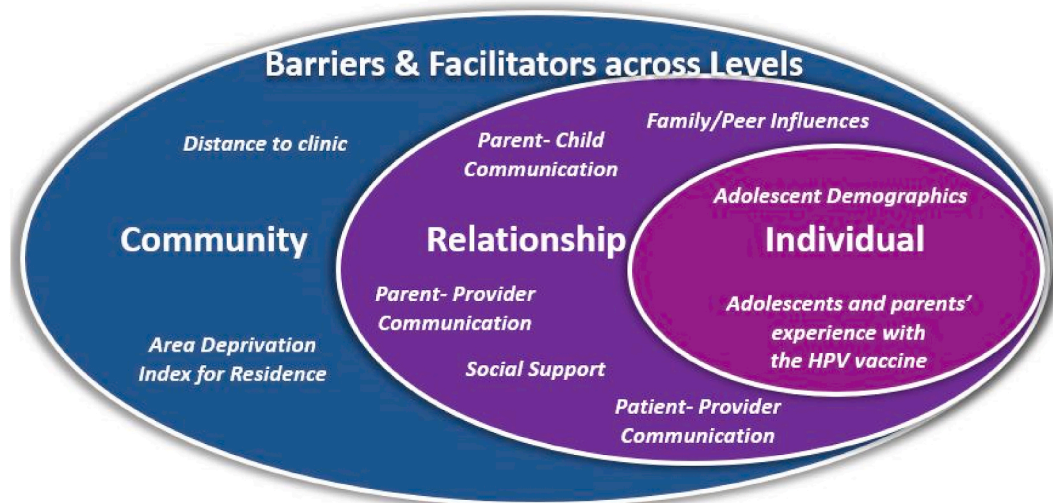 Barriers & Facilitators across Levels
Distance to clinic
Community
Area Deprivation
Index for Residence
Family/Peer Influences
Parent- Child
Communication
Relationship
Parent- Provider
Communication
Social Support
Patient- Provider
Communication
Adolescent Demographics
Individual
Adolescents and parents’
experience with
the HPV vaccine